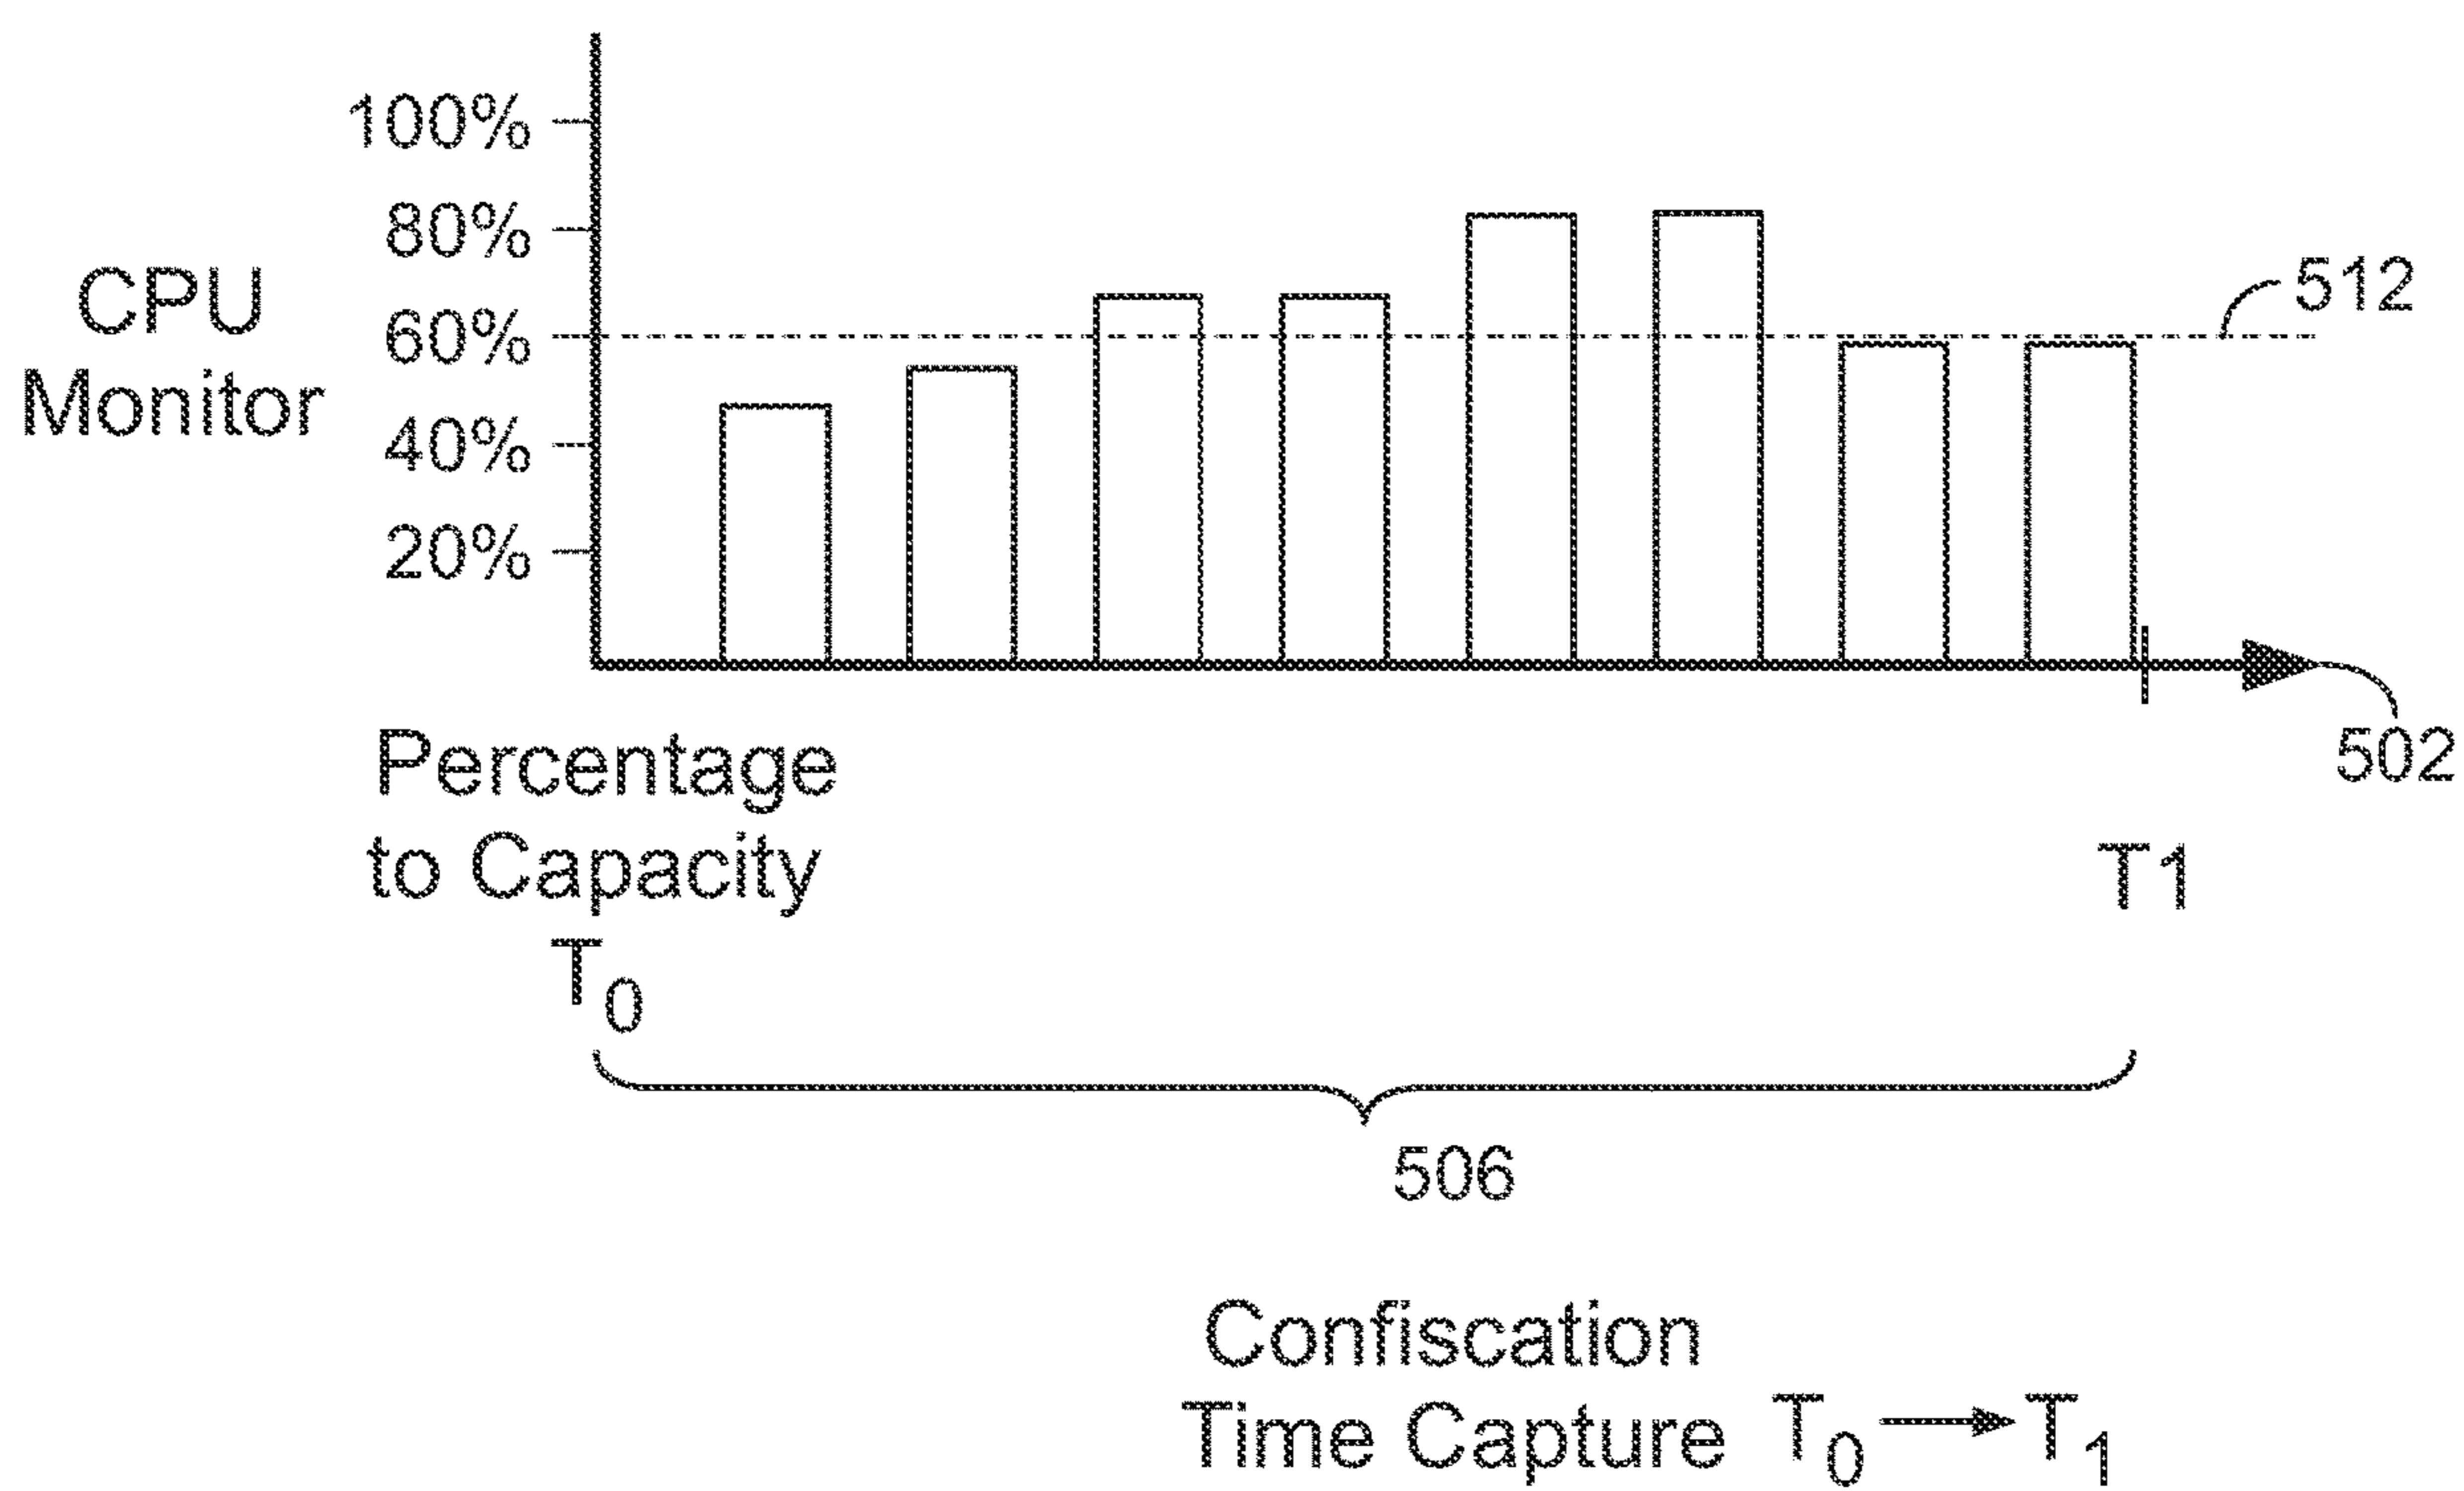 100%
80%
CPU
Monitor
60%
512
40%
20%
502
Percentage
to Capacity
T1
T0
506
Confiscation
Time Capture T0 → T1